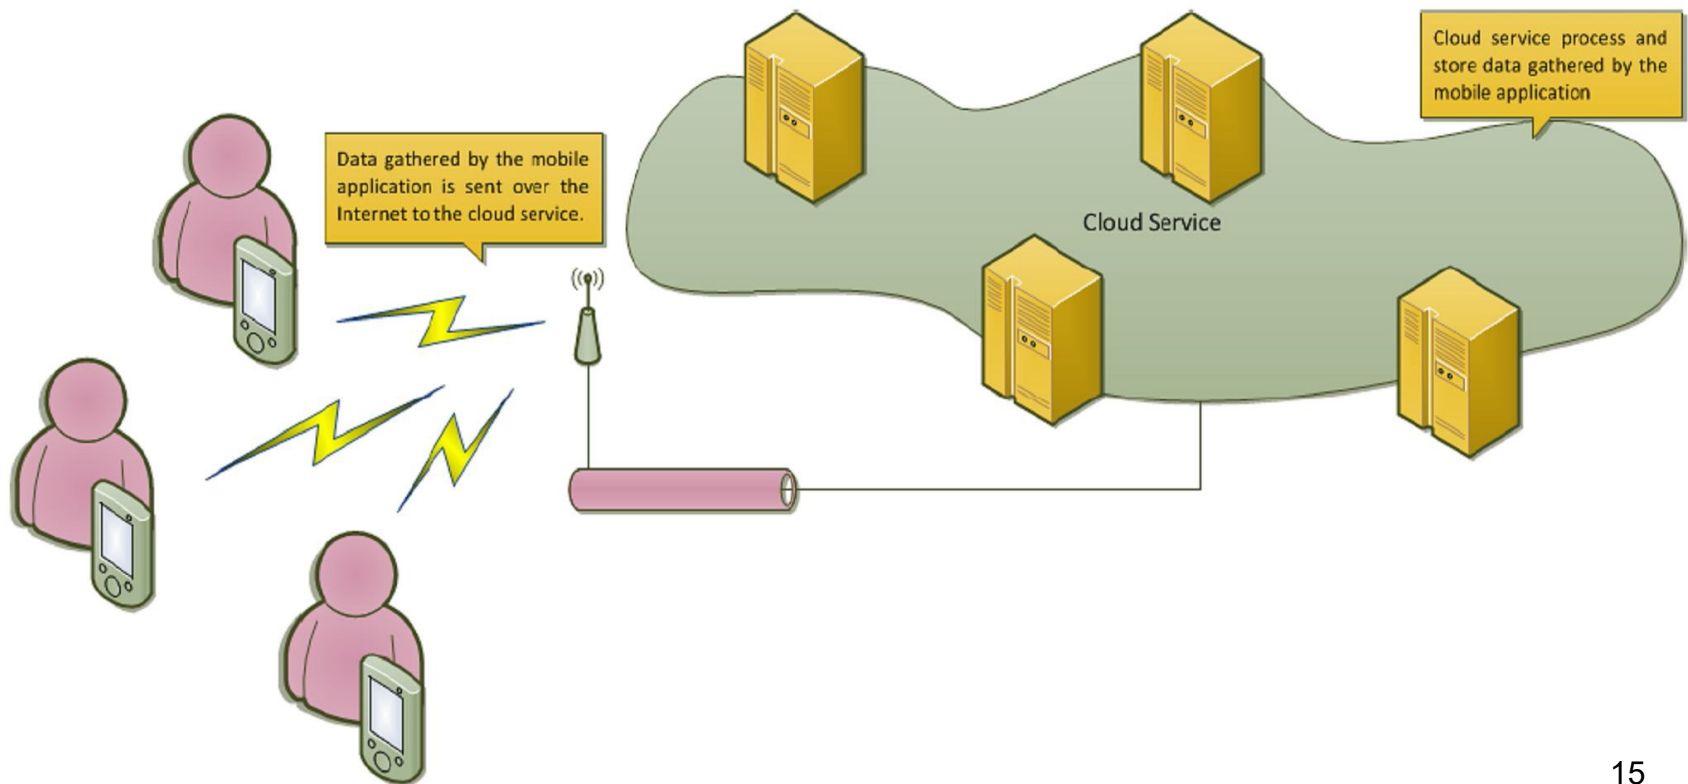 Data gathered by the mobile
application is sent over the
Internet to the cloud service.
Cloud service process and
store data gathered by the
mobile application
Cloud Service
15